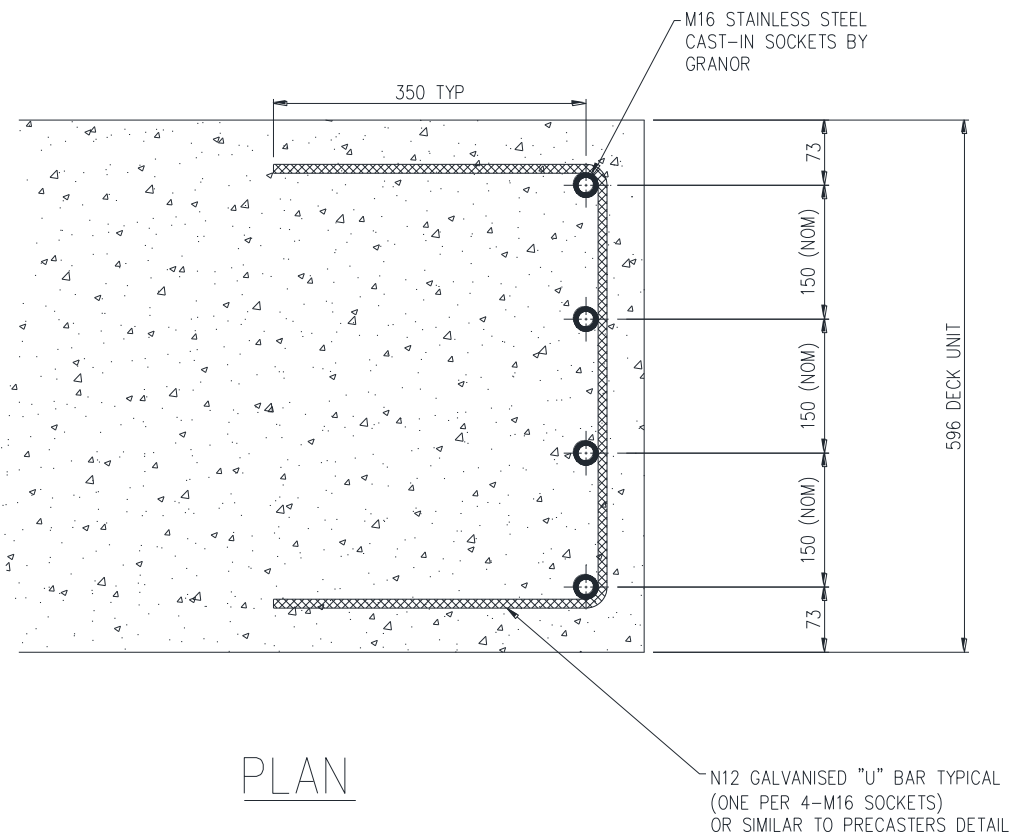 M16 STAINLESS STEEL
CAST-IN SOCKETS BY
GRANOR
350 TYP
73
150 (NOM)
150 (NOM)
150 (NOM)
73
596 DECK UNIT
PLAN
N12 GALVANISED "U" BAR TYPICAL
(ONE PER 4-M16 SOCKETS)
OR SIMILAR TO PRECASTERS DETAIL